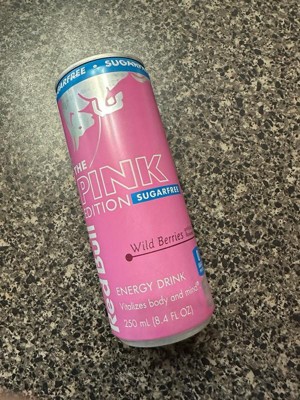 SUGARFREE • SUGARFREE
THE
PINK
EDITION SUGARFREE
Wild Berries
ENERGY DRINK
Vitalizes body and mind®
250 mL (8.4 FL OZ)
Red Bull